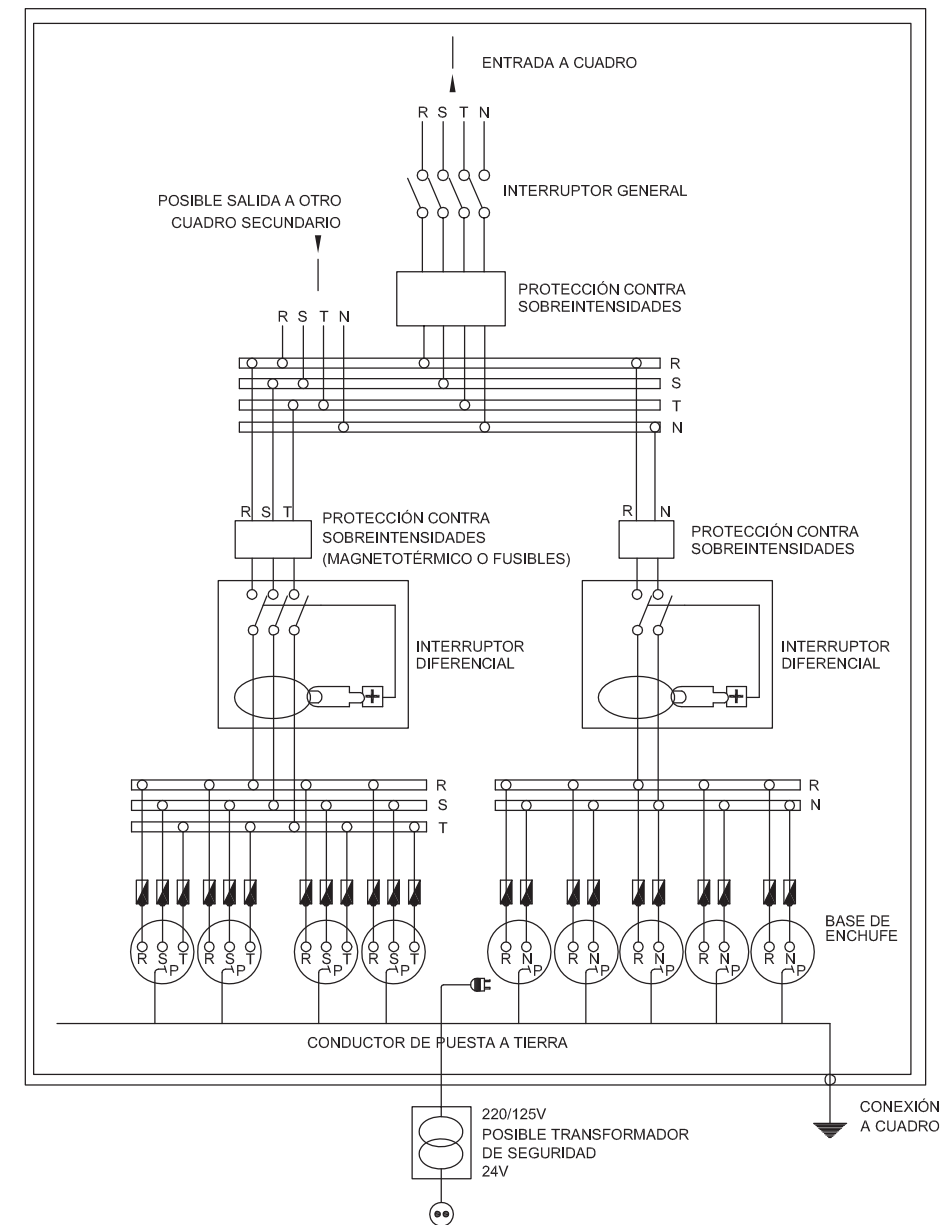 ENTRADA A CUADRO
R S T N
INTERRUPTOR GENERAL
POSIBLE SALIDA A OTRO
CUADRO SECUNDARIO
PROTECCIÓN CONTRA
SOBREINTENSIDADES
R S T N
R
S
T
N
R S T
PROTECCIÓN CONTRA
SOBREINTENSIDADES
(MAGNETOTÉRMICO O FUSIBLES)
R N
PROTECCIÓN CONTRA
SOBREINTENSIDADES
INTERRUPTOR
DIFERENCIAL
INTERRUPTOR
DIFERENCIAL
R
S
T
R
N
BASE DE
ENCHUFE
R S T
P
R S T
P
R S T
P
R S T
P
R N
P
R N
P
R N
P
R N
P
R N
P
CONDUCTOR DE PUESTA A TIERRA
CONEXIÓN
A CUADRO
220/125V
POSIBLE TRANSFORMADOR
DE SEGURIDAD
24V